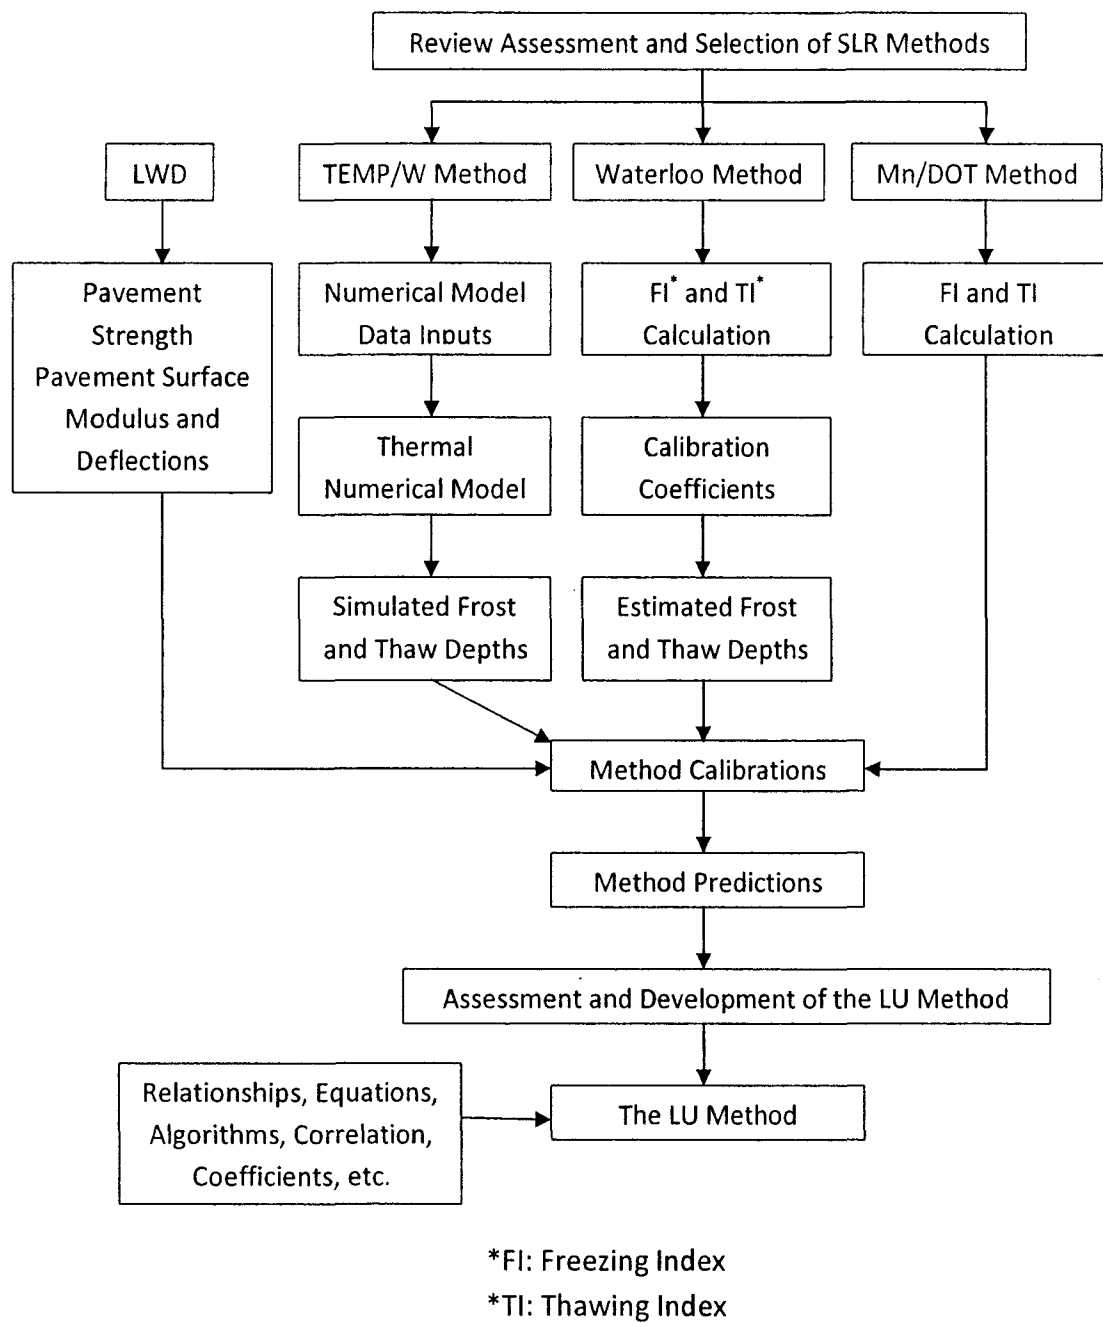 Review Assessment and Selection of SLR Methods
LWD
TEMP/W Method
Waterloo Method
Mn/DOT Method
Pavement
Strength
Pavement Surface
Modulus and
Deflections
Numerical Model
Data Inputs
FI* and TI*
Calculation
FI and TI
Calculation
Thermal
Numerical Model
Calibration
Coefficients
Simulated Frost
and Thaw Depths
Estimated Frost
and Thaw Depths
Method Calibrations
Method Predictions
Assessment and Development of the LU Method
Relationships, Equations,
Algorithms, Correlation,
Coefficients, etc.
The LU Method
*FI: Freezing Index
*TI: Thawing Index